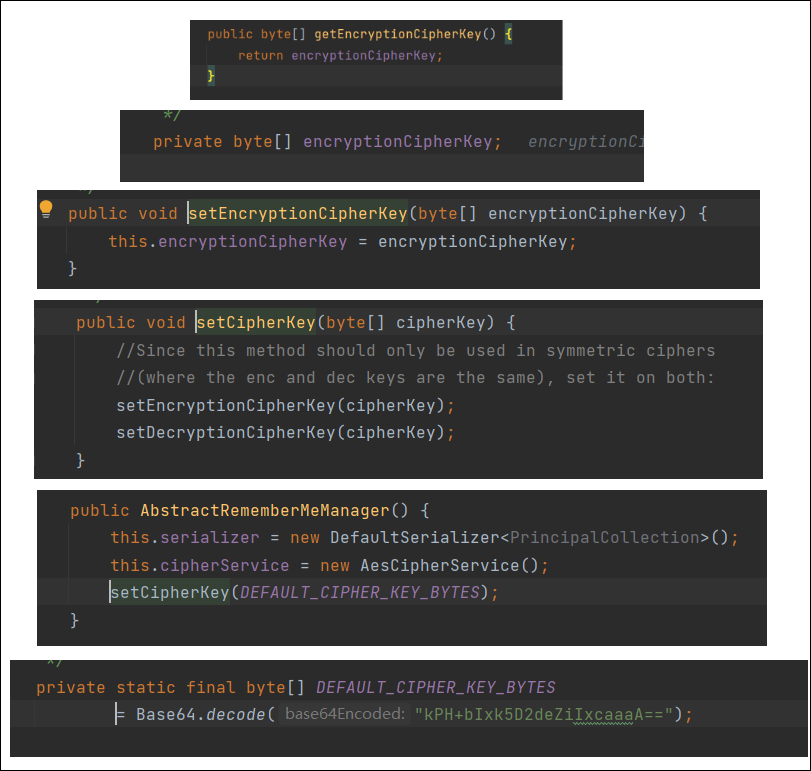 public byte[] getEncryptionCipherKey() {
return encryptionCipherKey;
}
*/
private byte[] encryptionCipherKey;   encryptionCi
public void setEncryptionCipherKey(byte[] encryptionCipherKey) {
this.encryptionCipherKey = encryptionCipherKey;
}
public void setCipherKey(byte[] cipherKey) {
//Since this method should only be used in symmetric ciphers
//(where the enc and dec keys are the same), set it on both:
setEncryptionCipherKey(cipherKey);
setDecryptionCipherKey(cipherKey);
}
public AbstractRememberMeManager() {
this.serializer = new DefaultSerializer<PrincipalCollection>();
this.cipherService = new AesCipherService();
setCipherKey(DEFAULT_CIPHER_KEY_BYTES);
}
*/
private static final byte[] DEFAULT_CIPHER_KEY_BYTES
= Base64.decode( base64Encoded: "kPH+bIxk5D2deZiIxcaaaA==");